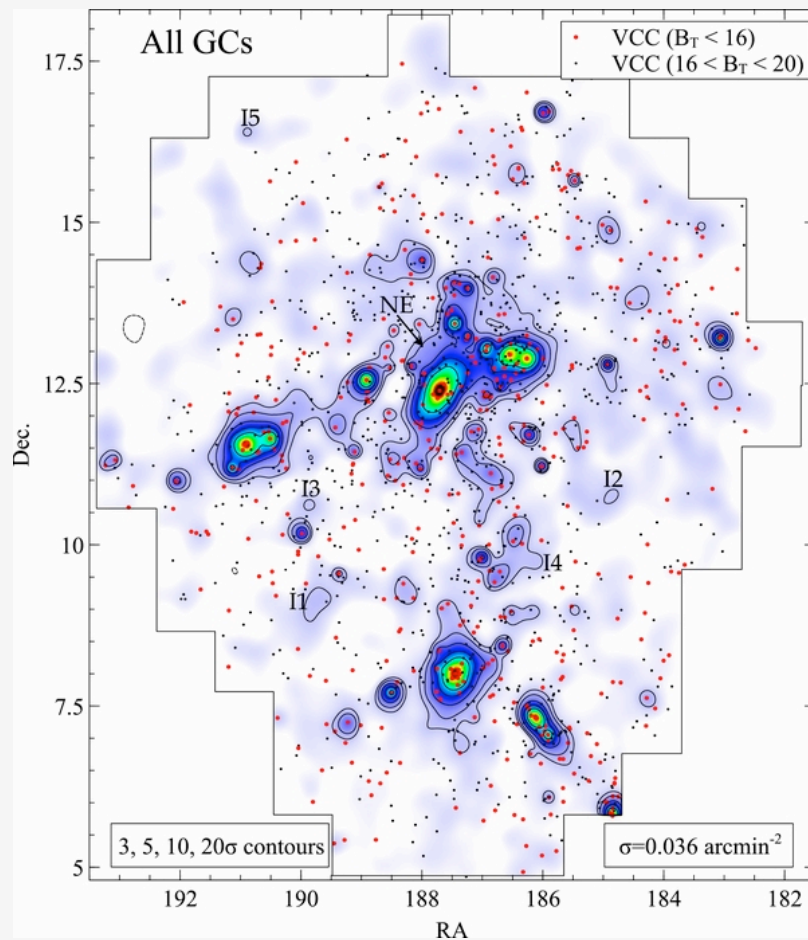 All GCs
VCC (B_T < 16)
VCC (16 < B_T < 20)
17.5
I5
15
NE
12.5
Dec.
I3
I2
10
I4
I1
7.5
3, 5, 10, 20σ contours
σ=0.036 arcmin⁻²
5
192
190
188
186
184
182
RA